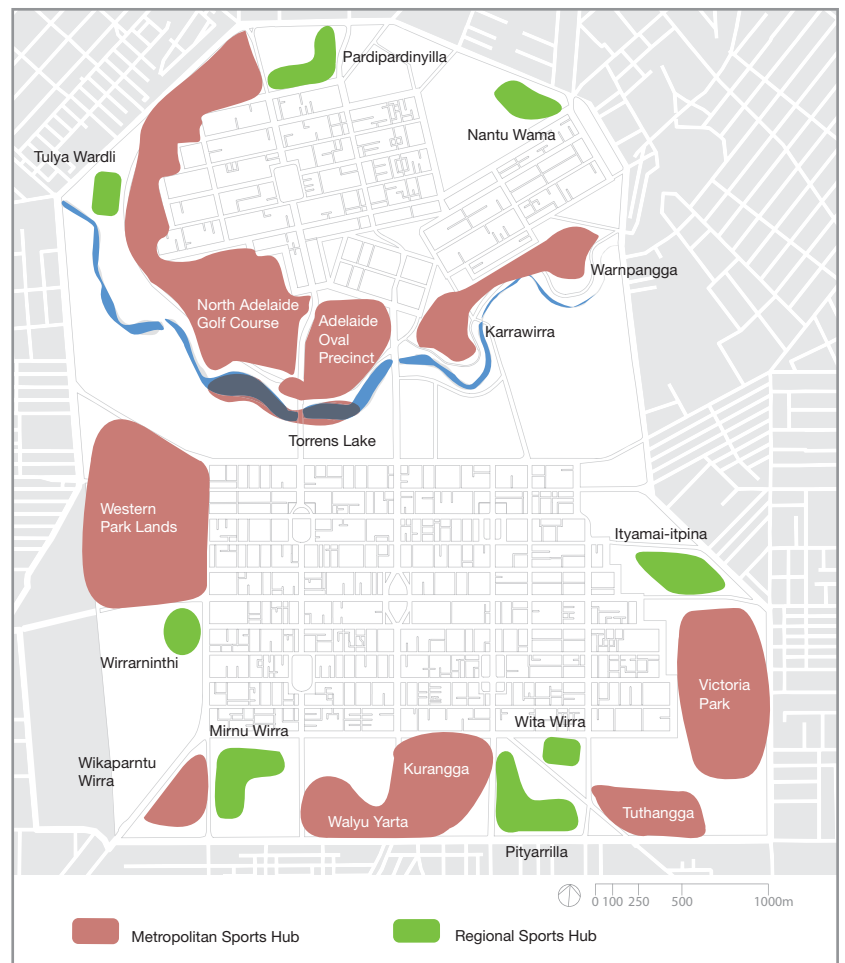 Pardipardinyilla
Nantu Wama
Tulya Wardli
Warnpangga
North Adelaide
Golf Course
Adelaide
Oval
Precinct
Karrawirra
Torrens Lake
Western
Park Lands
Ityamai-itpina
Wirrarninthi
Victoria
Park
Wita Wirra
Mirnu Wirra
Wikaparntu
Wirra
Kurangga
Walyu Yarta
Tuthangga
Pityarrilla
0 100 250 500 1000m
Metropolitan Sports Hub
Regional Sports Hub